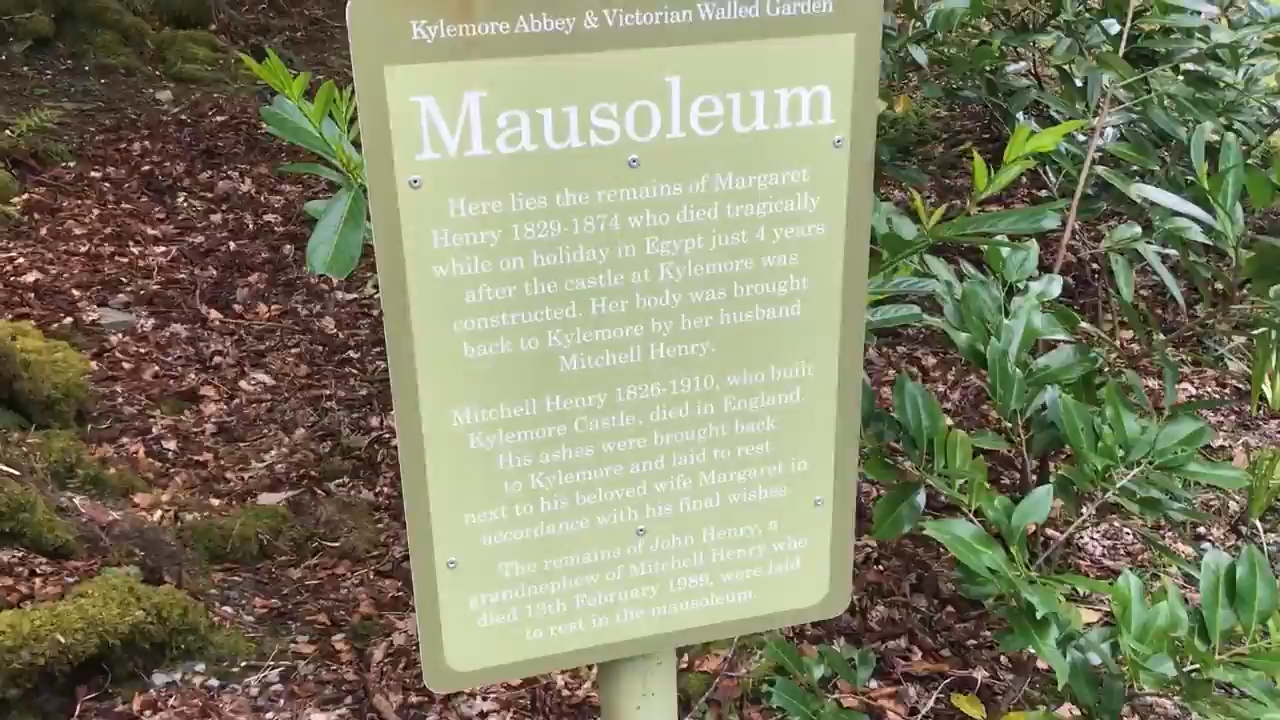 Kylemore Abbey & Victorian Walled Garden
Mausoleum
Here lies the remains of Margaret
Henry 1829-1874 who died tragically
while on holiday in Egypt just 4 years
after the castle at Kylemore was
constructed. Her body was brought
back to Kylemore by her husband
Mitchell Henry.
Mitchell Henry 1826-1910, who built
Kylemore Castle, died in England.
His ashes were brought back
to Kylemore and laid to rest
next to his beloved wife Margaret in
accordance with his final wishes.
The remains of John Henry, a
grandnephew of Mitchell Henry who
died 12th February 1989, were laid
to rest in the mausoleum.